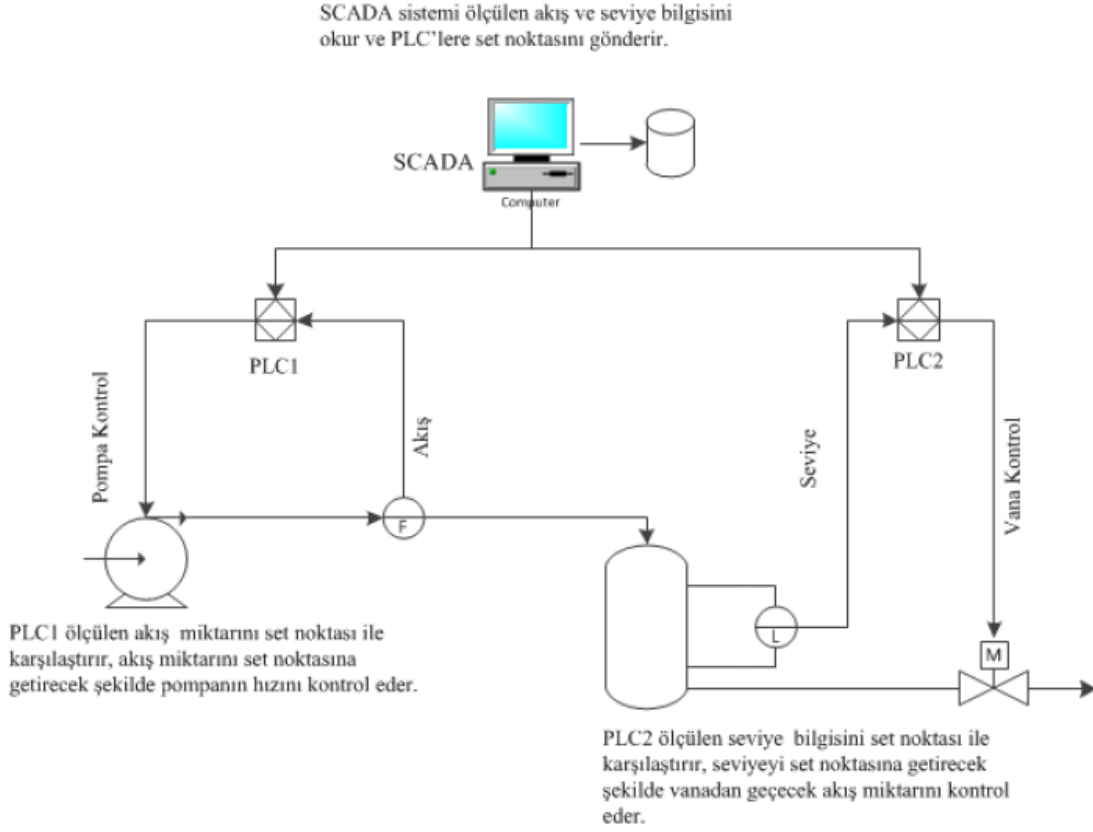 SCADA sistemi ölçülen akış ve seviye bilgisini
okur ve PLC'lere set noktasını gönderir.
SCADA
Computer
PLC1
PLC2
Pompa Kontrol
Akış
Seviye
Vana Kontrol
F
L
M
PLC1 ölçülen akış miktarını set noktası ile
karşılaştırır, akış miktarını set noktasına
getirecek şekilde pompanın hızını kontrol eder.
PLC2 ölçülen seviye bilgisini set noktası ile
karşılaştırır, seviyeyi set noktasına getirecek
şekilde vanadan geçecek akış miktarını kontrol
eder.